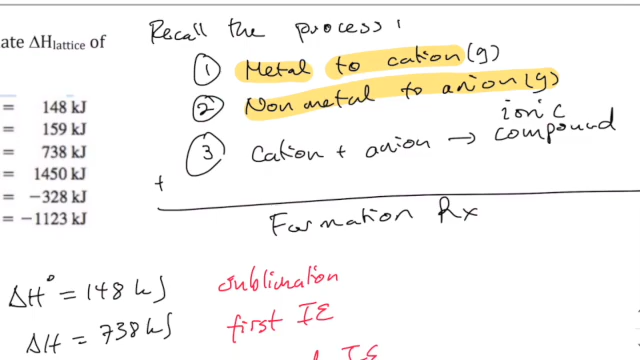 ate ΔHlattice of
= 148 kJ
= 159 kJ
= 738 kJ
= 1450 kJ
= −328 kJ
= −1123 kJ
Recall the process:
① Metal to cation (g)
② Nonmetal to anion (g)
③ Cation + anion → ionic compound
+
Formation Rx
ΔH° = 148 kJ sublimation
ΔH = 738 kJ first IE
IE